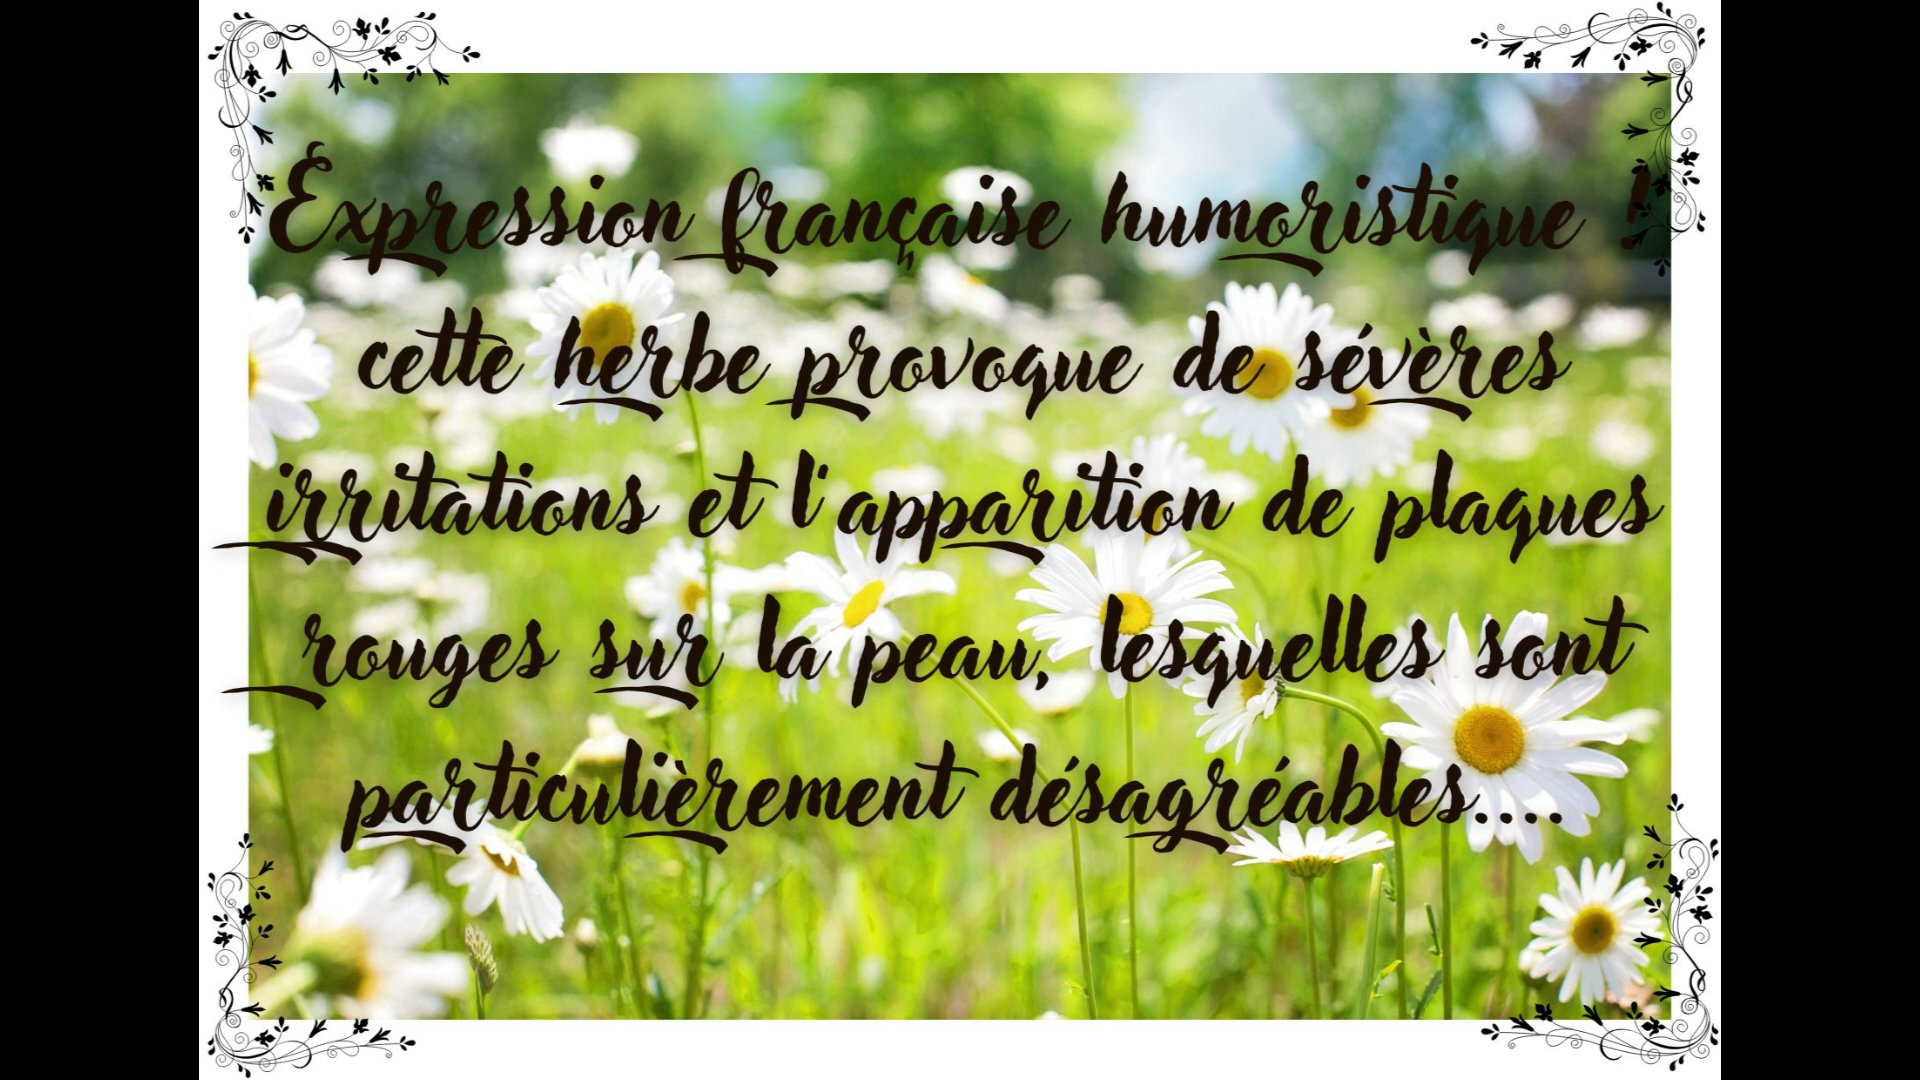 Expression française humoristique !
cette herbe provoque de sévères
irritations et l'apparition de plaques
rouges sur la peau, lesquelles sont
particulièrement désagréables....